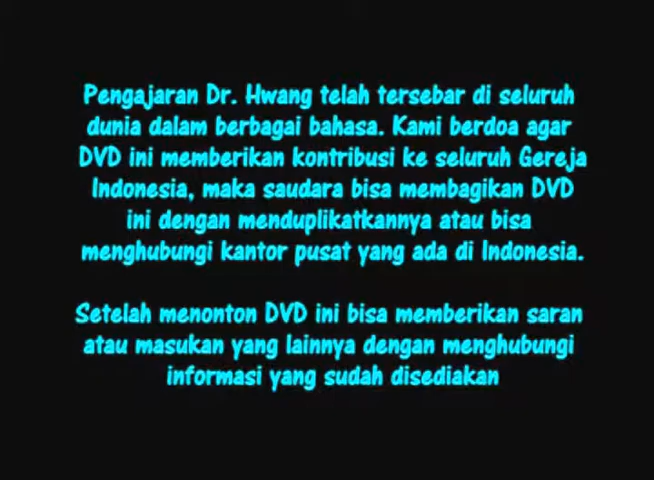 Pengajaran Dr. Hwang telah tersebar di seluruh
dunia dalam berbagai bahasa. Kami berdoa agar
DVD ini memberikan kontribusi ke seluruh Gereja
Indonesia, maka saudara bisa membagikan DVD
ini dengan menduplikatkannya atau bisa
menghubungi kantor pusat yang ada di Indonesia.
Setelah menonton DVD ini bisa memberikan saran
atau masukan yang lainnya dengan menghubungi
informasi yang sudah disediakan